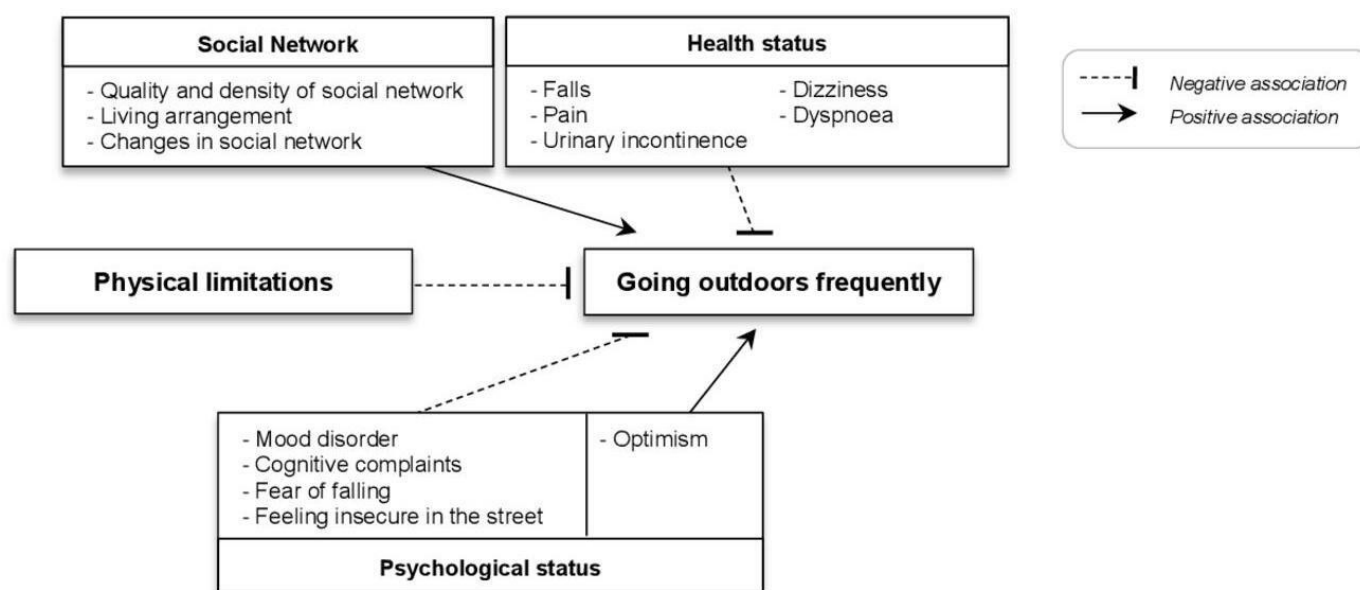 Social Network
- Quality and density of social network
- Living arrangement
- Changes in social network
Health status
- Falls
- Pain
- Urinary incontinence
- Dizziness
- Dyspnoea
Negative association
Positive association
Physical limitations
Going outdoors frequently
- Mood disorder
- Cognitive complaints
- Fear of falling
- Feeling insecure in the street
- Optimism
Psychological status